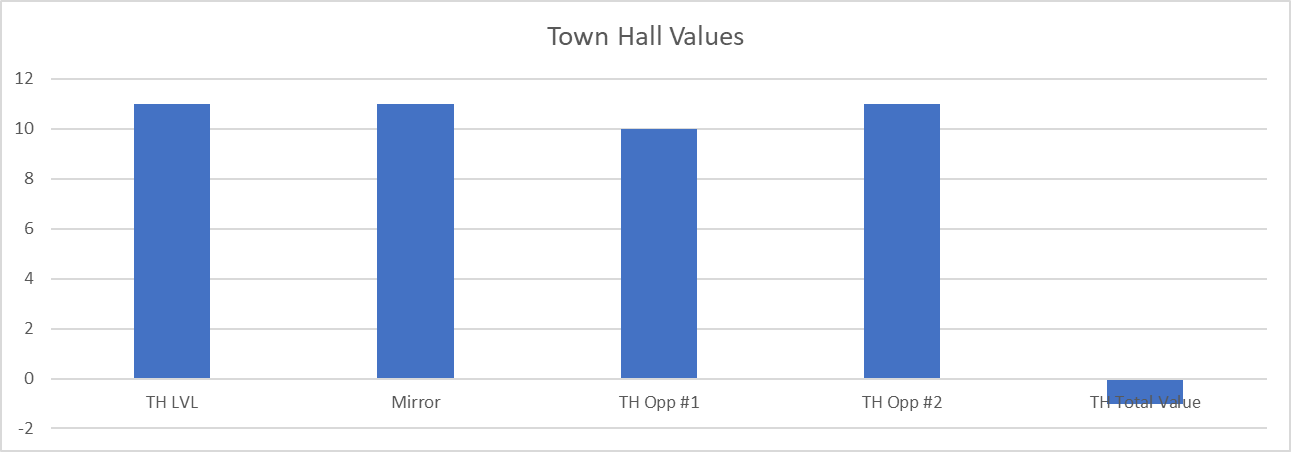 Town Hall Values
12
10
8
6
4
2
0
-2
TH LVL
Mirror
TH Opp #1
TH Opp #2
TH Total Value